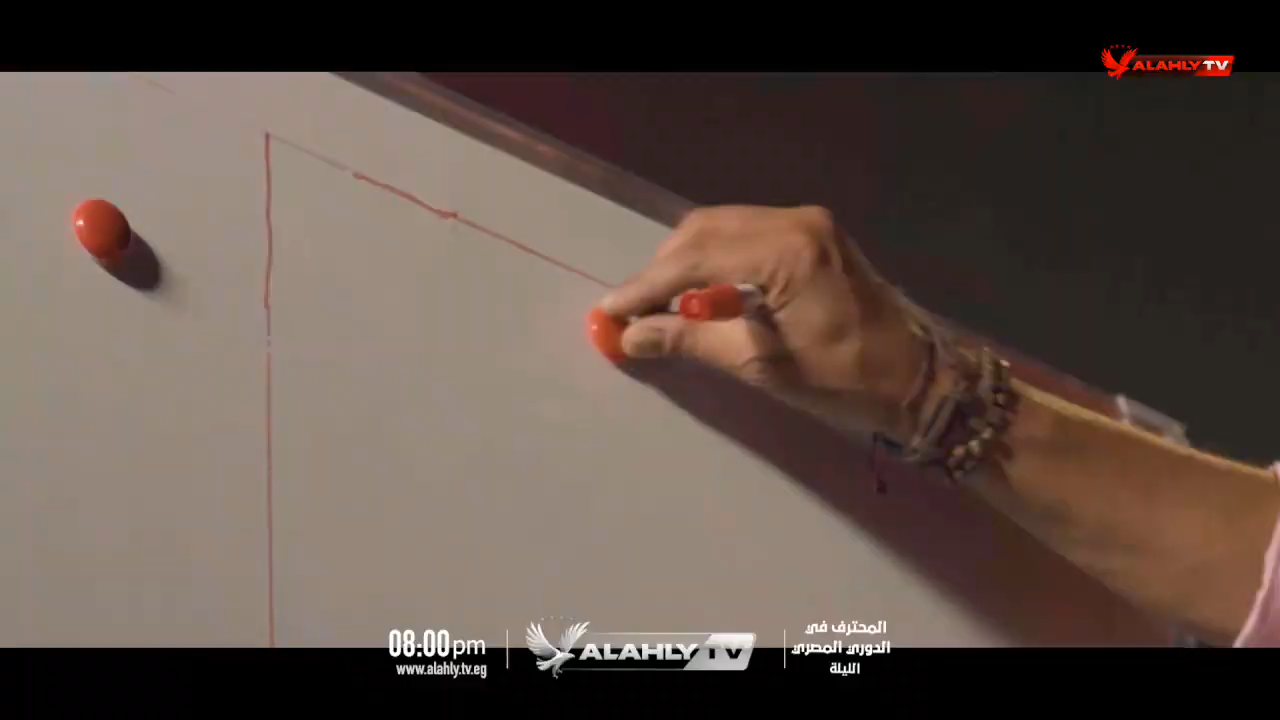 ALAHLY TV
08:00pm
www.alahly.tv.eg
ALAHLY TV
المحترف في
الدوري المصري
الليلة